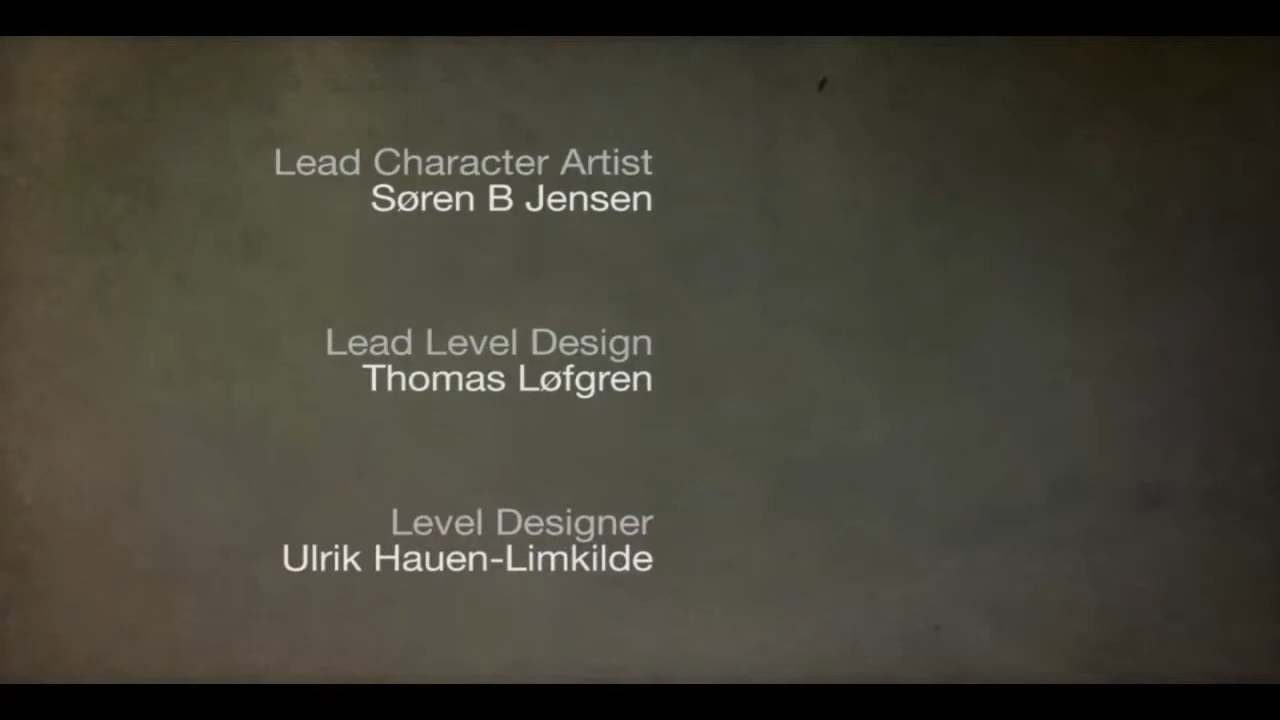 Lead Character Artist
Søren B Jensen
Lead Level Design
Thomas Løfgren
Level Designer
Ulrik Hauen-Limkilde